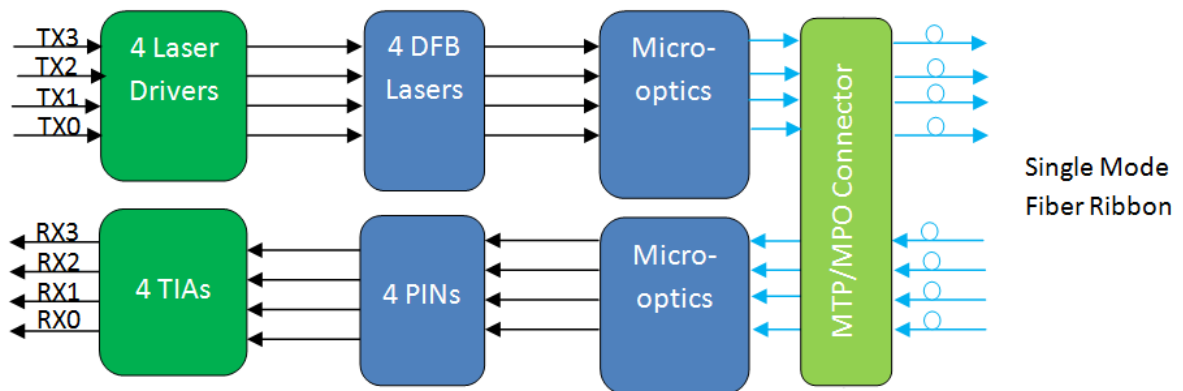 TX3
TX2
TX1
TX0
4 Laser
Drivers
4 DFB
Lasers
Micro-
optics
MTP/MPO Connector
Single Mode
Fiber Ribbon
RX3
RX2
RX1
RX0
4 TIAs
4 PINs
Micro-
optics